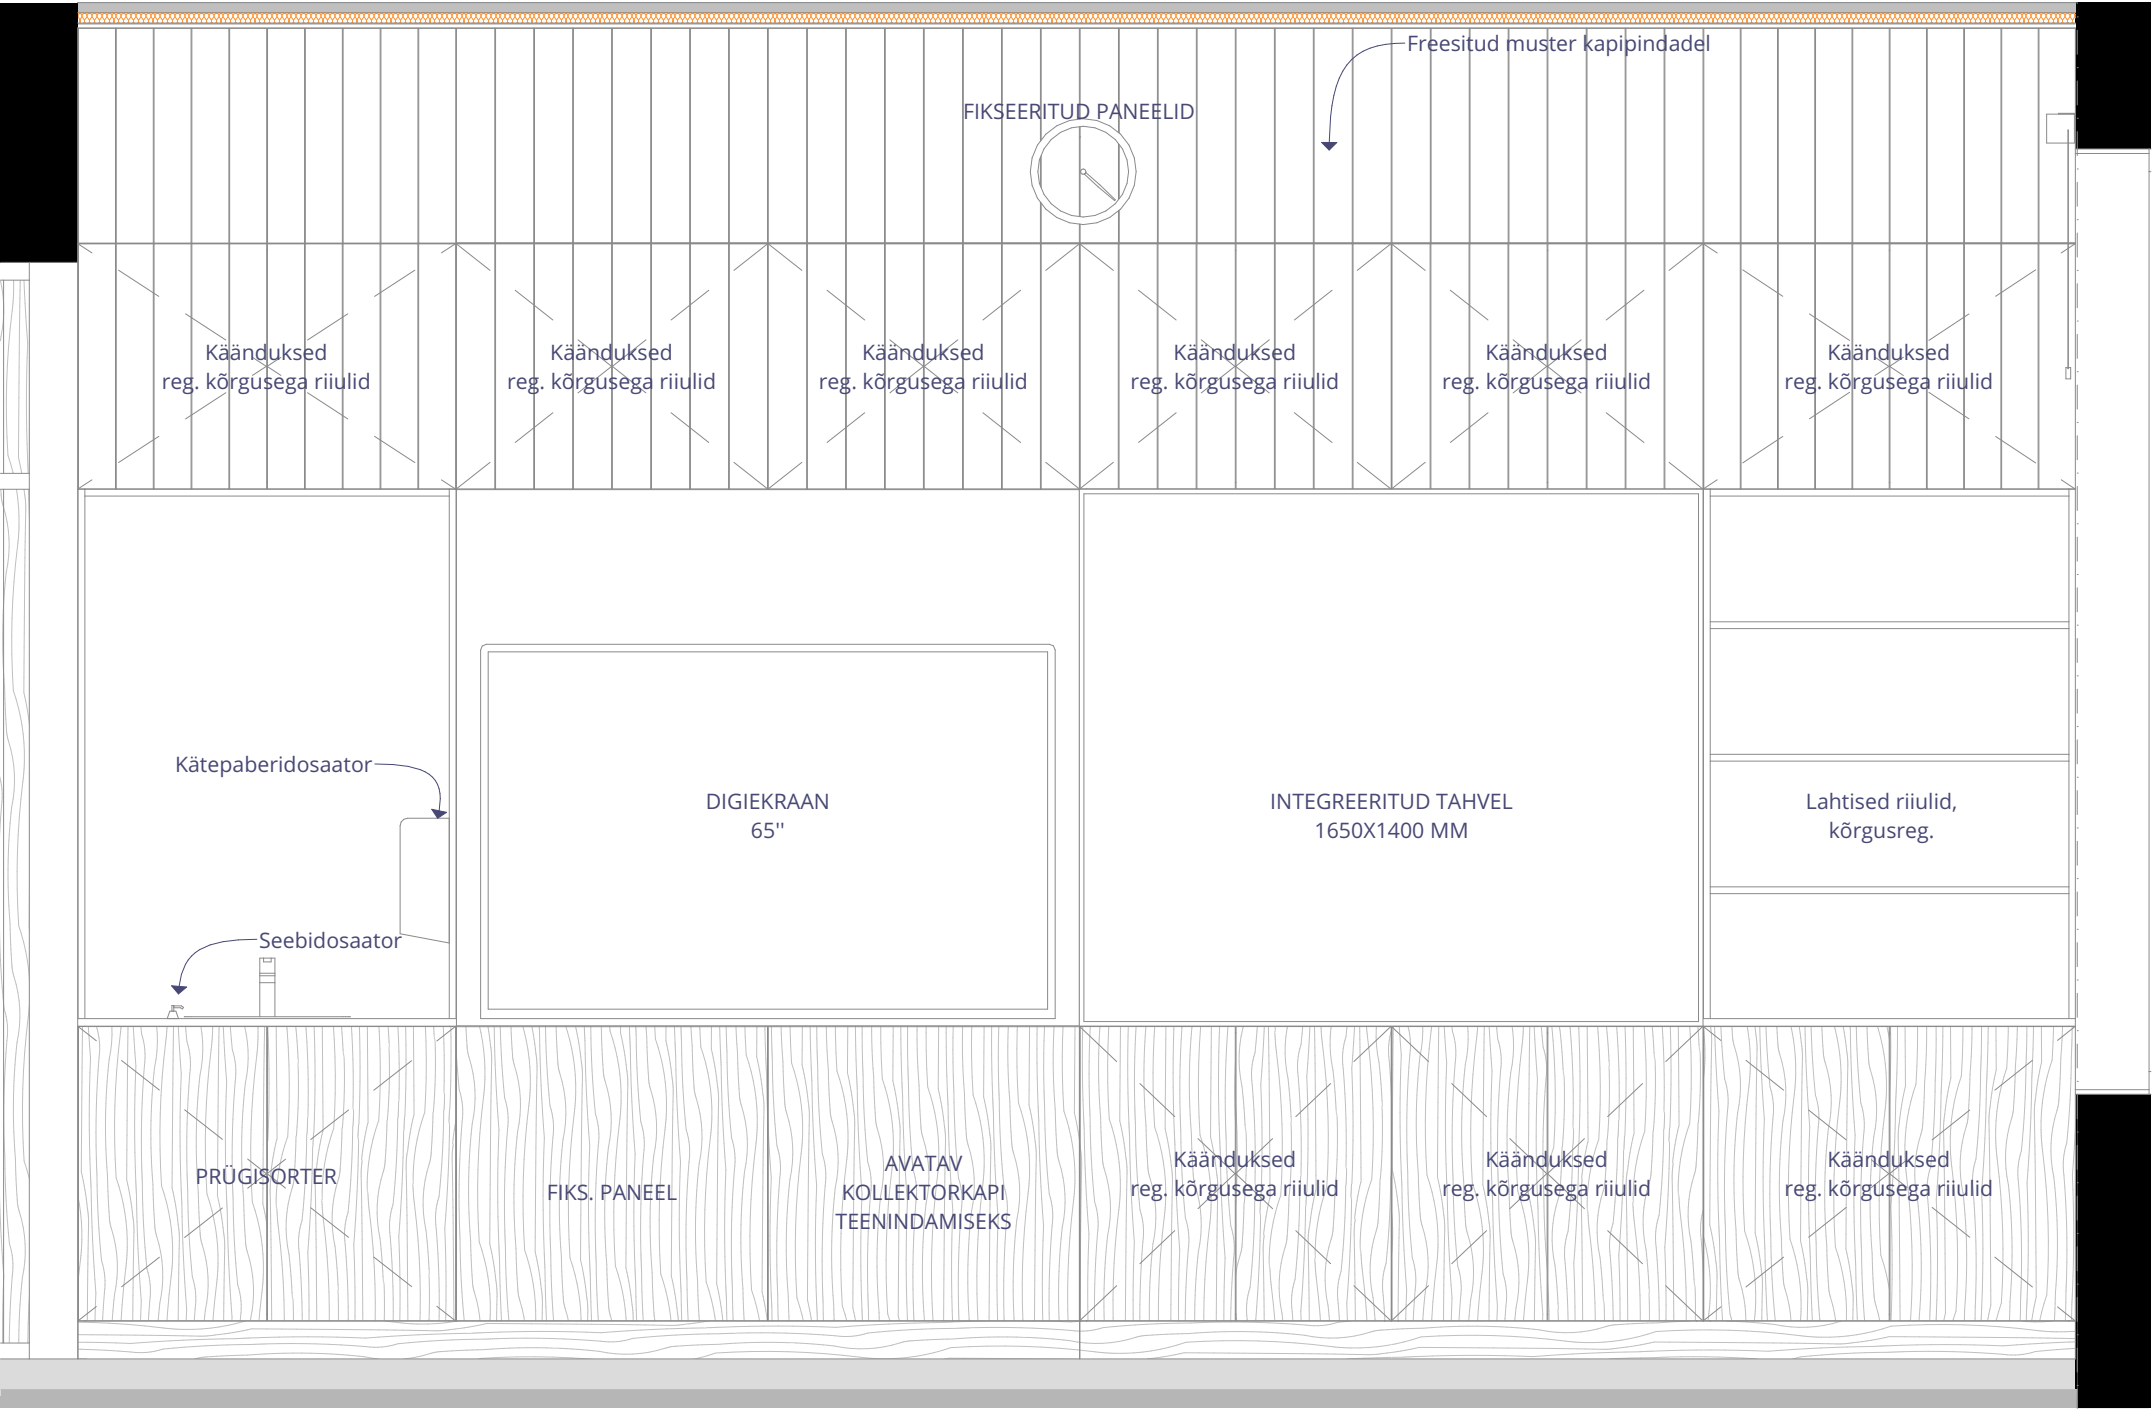 Freesitud muster kapipindadel
FIKSEERITUD PANEELID
Käänduksed
reg. kõrgusega riiulid
Käänduksed
reg. kõrgusega riiulid
Käänduksed
reg. kõrgusega riiulid
Käänduksed
reg. kõrgusega riiulid
Käänduksed
reg. kõrgusega riiulid
Käänduksed
reg. kõrgusega riiulid
Kätepaberidosaator
Seebidosaator
DIGIEKRAAN
65''
INTEGREERITUD TAHVEL
1650X1400 MM
Lahtised riiulid,
kõrgusreg.
PRÜGISORTER
FIKS. PANEEL
AVATAV
KOLLEKTORKAPI
TEENINDAMISEKS
Käänduksed
reg. kõrgusega riiulid
Käänduksed
reg. kõrgusega riiulid
Käänduksed
reg. kõrgusega riiulid